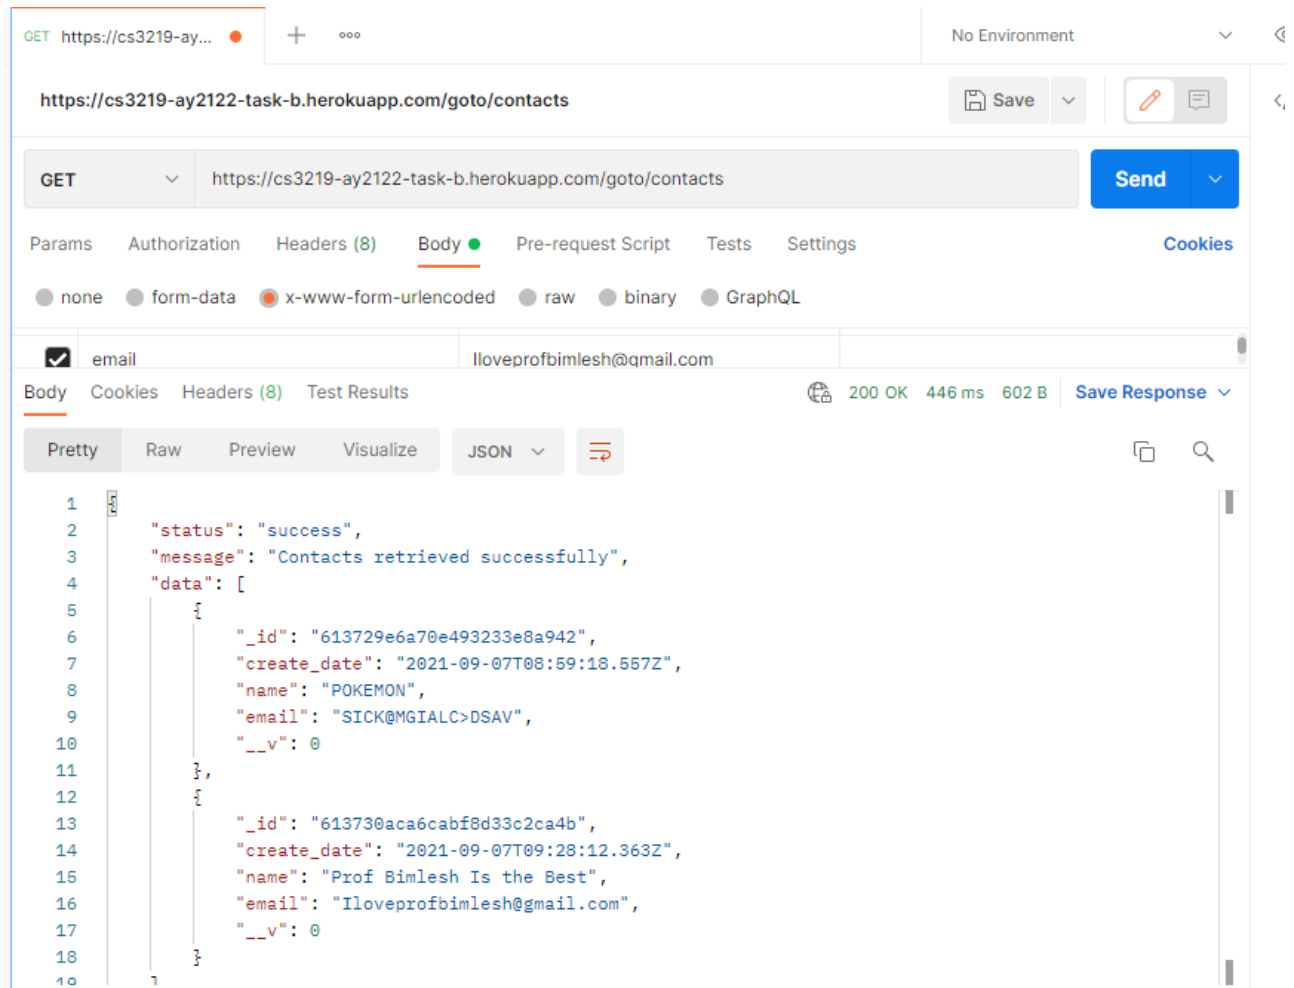 GET https://cs3219-ay... No Environment
https://cs3219-ay2122-task-b.herokuapp.com/goto/contacts Save
GET https://cs3219-ay2122-task-b.herokuapp.com/goto/contacts Send
Params Authorization Headers (8) Body Pre-request Script Tests Settings Cookies
none form-data x-www-form-urlencoded raw binary GraphQL
email Iloveprofbimlesh@gmail.com
Body Cookies Headers (8) Test Results 200 OK 446 ms 602 B Save Response
Pretty Raw Preview Visualize JSON
1 {
2 "status": "success",
3 "message": "Contacts retrieved successfully",
4 "data": [
5 {
6 "_id": "613729e6a70e493233e8a942",
7 "create_date": "2021-09-07T08:59:18.557Z",
8 "name": "POKEMON",
9 "email": "SICK@MGIALC>DSAV",
10 "__v": 0
11 },
12 {
13 "_id": "613730aca6cabf8d33c2ca4b",
14 "create_date": "2021-09-07T09:28:12.363Z",
15 "name": "Prof Bimlesh Is the Best",
16 "email": "Iloveprofbimlesh@gmail.com",
17 "__v": 0
18 }
19 ]